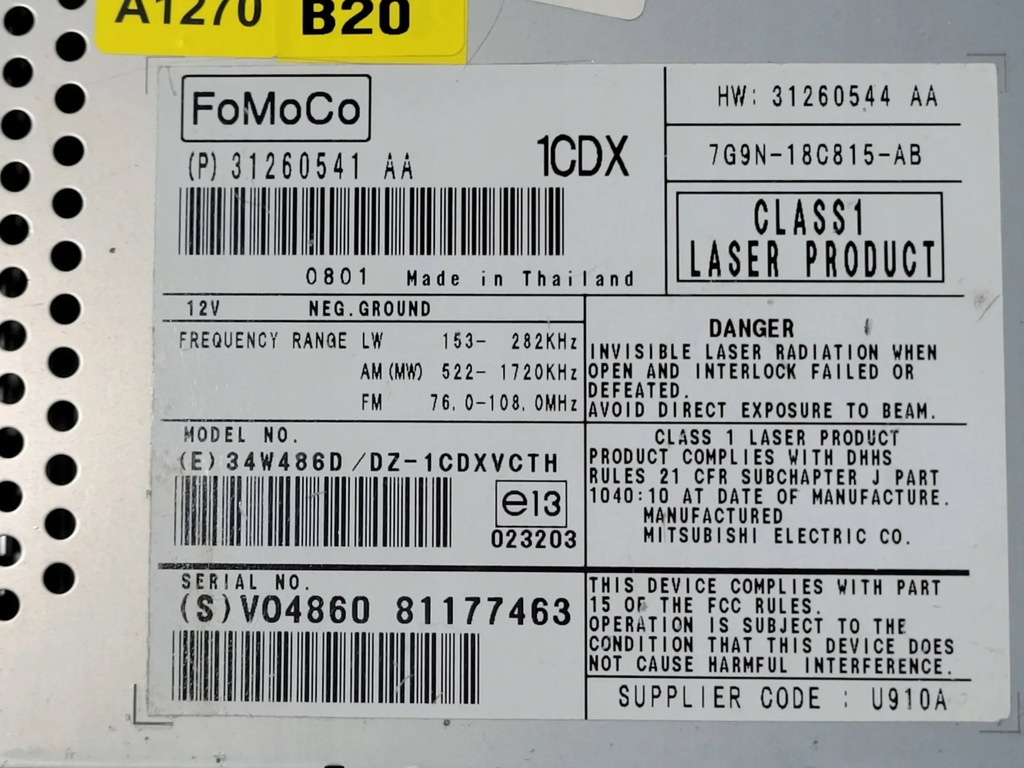 A1270 B20
FoMoCo
(P) 31260541 AA
1CDX
0801 Made in Thailand
HW: 31260544 AA
7G9N-18C815-AB
CLASS1
LASER PRODUCT
12V NEG.GROUND
FREQUENCY RANGE LW 153- 282KHz
AM(MW) 522- 1720KHz
FM 76.0-108.0MHz
DANGER
INVISIBLE LASER RADIATION WHEN
OPEN AND INTERLOCK FAILED OR
DEFEATED.
AVOID DIRECT EXPOSURE TO BEAM.
MODEL NO.
(E) 34W486D/DZ-1CDXVCTH
e13
023203
CLASS 1 LASER PRODUCT
PRODUCT COMPLIES WITH DHHS
RULES 21 CFR SUBCHAPTER J PART
1040:10 AT DATE OF MANUFACTURE.
MANUFACTURED
MITSUBISHI ELECTRIC CO.
SERIAL NO.
(S)V04860 81177463
THIS DEVICE COMPLIES WITH PART
15 OF THE FCC RULES.
OPERATION IS SUBJECT TO THE
CONDITION THAT THIS DEVICE DOES
NOT CAUSE HARMFUL INTERFERENCE.
SUPPLIER CODE : U910A